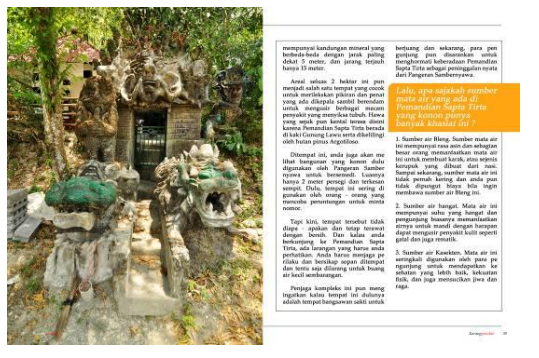 mempunyai kandungan mineral yang
berbeda-beda dengan jarak paling
dekat 5 meter, dan jarang terjauh
hanya 15 meter.
Areal seluas 2 hektar ini pun
menjadi salah satu tempat yang cocok
untuk merilekskan pikiran dan penat
yang ada dikepala sambil berendam
untuk mengusir berbagai macam
penyakit yang menyiksa tubuh. Hawa
yang sejuk pun kental terasa disini
karena Pemandian Sapta Tirta berada
di kaki Gunung Lawu serta dikelilingi
oleh hutan pinus Argotiloso.
Ditempat ini, anda juga akan me
lihat bangunan yang konon dulu
digunakan oleh Pangeran Samber
nyawa untuk bersemedi. Luasnya
hanya 2 meter persegi dan terkesan
sempit. Dulu, tempat ini sering di
gunakan oleh orang - orang yang
mencoba peruntungan untuk minta
nomor.
Tapi kini, tempat tersebut tidak
diapa - apakan dan tetap terawat
dengan bersih. Dan kalau anda
berkunjung ke Pemandian Sapta
Tirta, ada larangan yang harus anda
perhatikan. Anda harus menjaga pe
rilaku dan bersikap sopan ditempat
dan tentu saja dilarang untuk buang
air kecil sembarangan.
Penjaga kompleks ini pun meng
ingatkan kalau tempat ini dulunya
adalah tempat bangsawan sakti untuk
berjuang dan sekarang, para pen
gunjung pun disarankan untuk
menghormati keberadaan Pemandian
Sapta Tirta sebagai peninggalan nyata
dari Pangeran Sambernyawa.
Lalu, apa sajakah sumber
mata air yang ada di
Pemandian Sapta Tirta
yang konon punya
banyak khasiat ini ?
1. Sumber air Bleng. Sumber mata air
ini mempunyai rasa asin dan sebagian
besar orang memanfaatkan mata air
ini untuk membuat karak, atau sejenis
kerupuk yang dibuat dari nasi.
Sampai sekarang, sumber mata air ini
tidak pernah kering dan anda pun
tidak dipungut biaya bila ingin
membawa sumber air Bleng ini.
2. Sumber air hangat. Mata air ini
mempunyai suhu yang hangat dan
pengunjung biasanya memanfaatkan
airnya untuk mandi dengan harapan
dapat mengusir penyakit kulit seperti
gatal dan juga rematik.
3. Sumber air Kasekten. Mata air ini
seringkali digunakan oleh para pe
ngunjung untuk mendapatkan ke
sehatan yang lebih baik, kekuatan
fisik, dan juga mensucikan jiwa dan
raga.